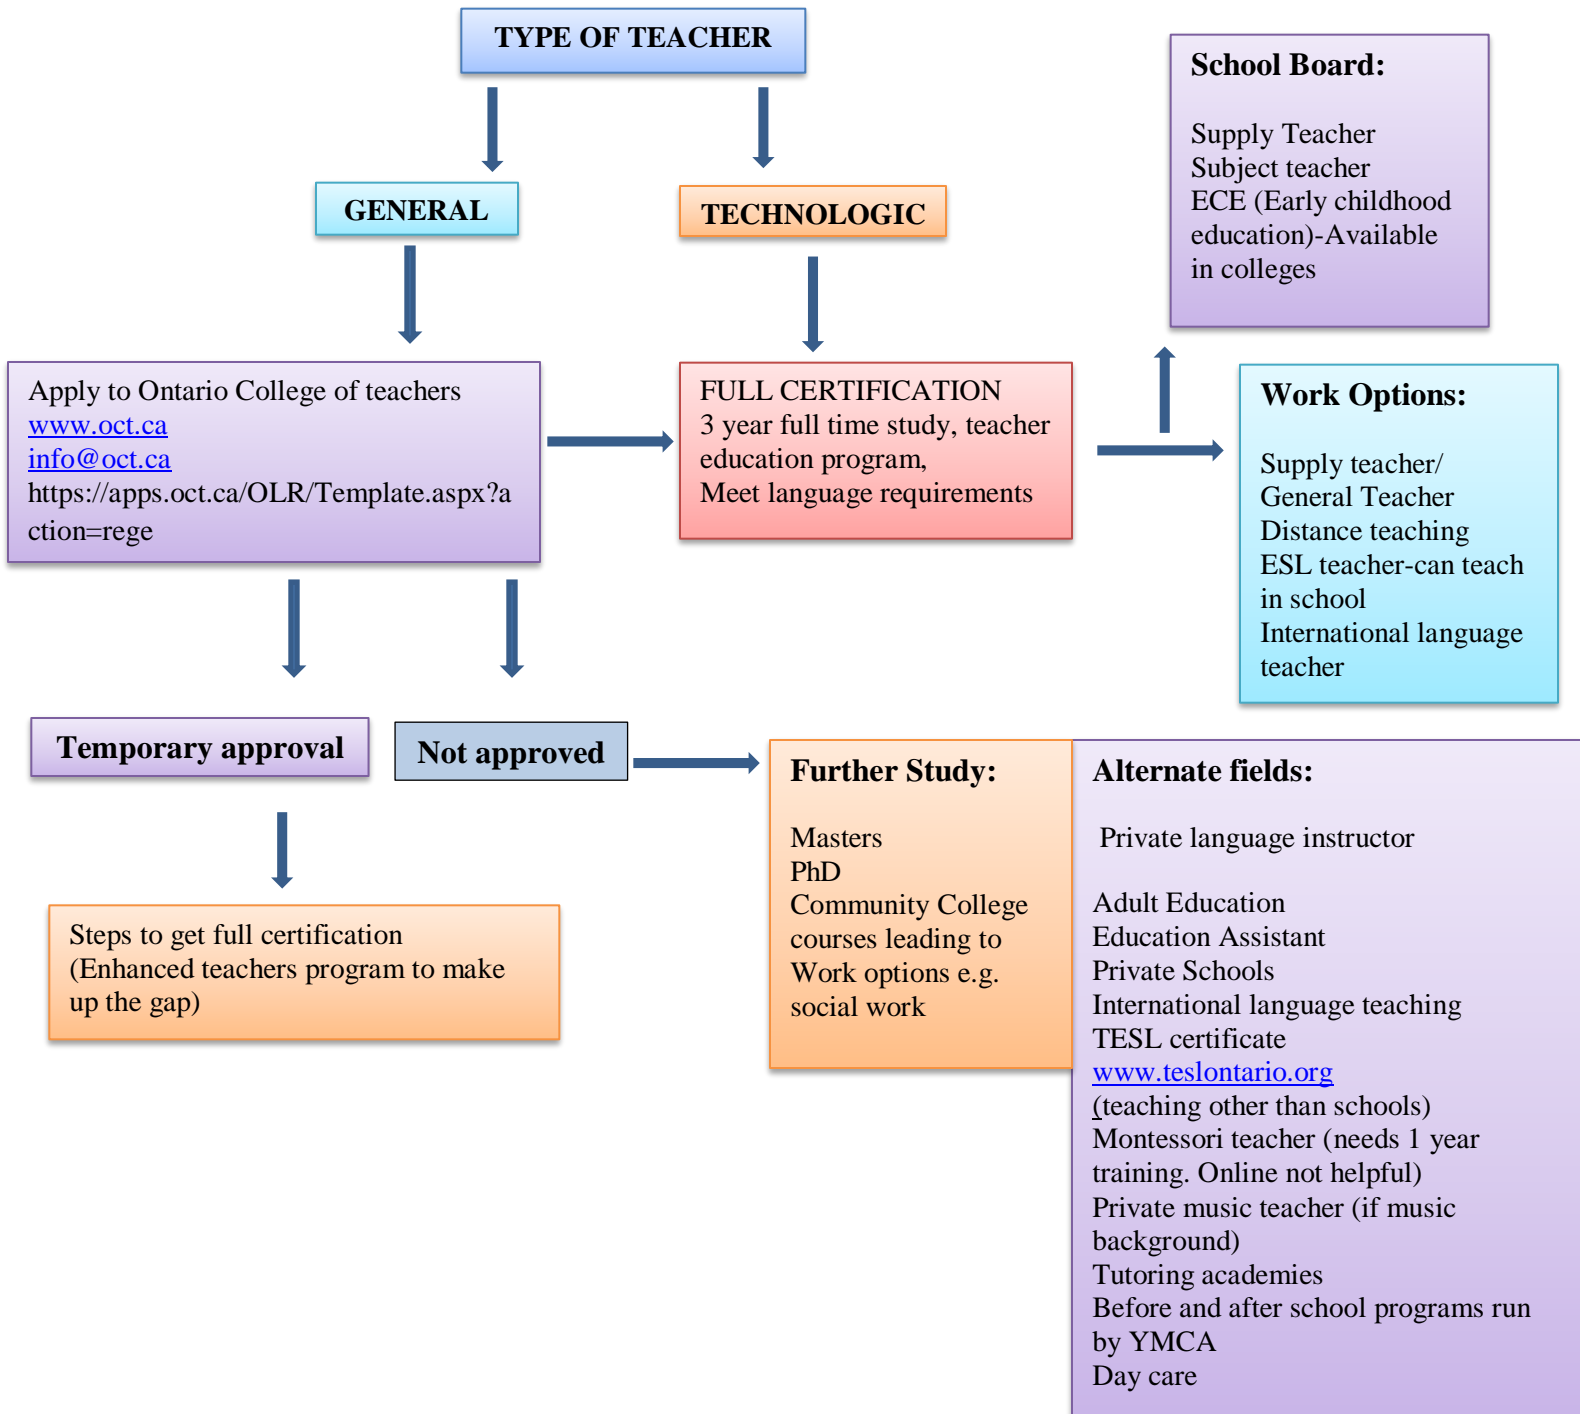 TYPE OF TEACHER
School Board:
Supply Teacher
Subject teacher
ECE (Early childhood
education)-Available
in colleges
GENERAL
TECHNOLOGIC
Apply to Ontario College of teachers
www.oct.ca
info@oct.ca
https://apps.oct.ca/OLR/Template.aspx?a
ction=rege
FULL CERTIFICATION
3 year full time study, teacher
education program,
Meet language requirements
Work Options:
Supply teacher/
General Teacher
Distance teaching
ESL teacher-can teach
in school
International language
teacher
Temporary approval
Not approved
Steps to get full certification
(Enhanced teachers program to make
up the gap)
Further Study:
Masters
PhD
Community College
courses leading to
Work options e.g.
social work
Alternate fields:
Private language instructor
Adult Education
Education Assistant
Private Schools
International language teaching
TESL certificate
www.teslontario.org
(teaching other than schools)
Montessori teacher (needs 1 year
training. Online not helpful)
Private music teacher (if music
background)
Tutoring academies
Before and after school programs run
by YMCA
Day care